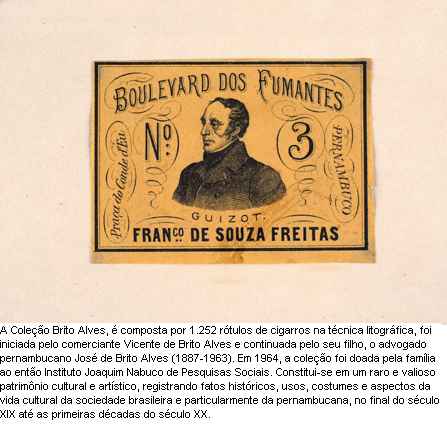 BOULEVARD DOS FUMANTES
Nº 3
Praça do Conde d'Eu
PERNAMBUCO
GUIZOT.
FRANCO. DE SOUZA FREITAS
A Coleção Brito Alves, é composta por 1.252 rótulos de cigarros na técnica litográfica, foi
iniciada pelo comerciante Vicente de Brito Alves e continuada pelo seu filho, o advogado
pernambucano José de Brito Alves (1887-1963). Em 1964, a coleção foi doada pela família
ao então Instituto Joaquim Nabuco de Pesquisas Sociais. Constitui-se em um raro e valioso
patrimônio cultural e artístico, registrando fatos históricos, usos, costumes e aspectos da
vida cultural da sociedade brasileira e particularmente da pernambucana, no final do século
XIX até as primeiras décadas do século XX.